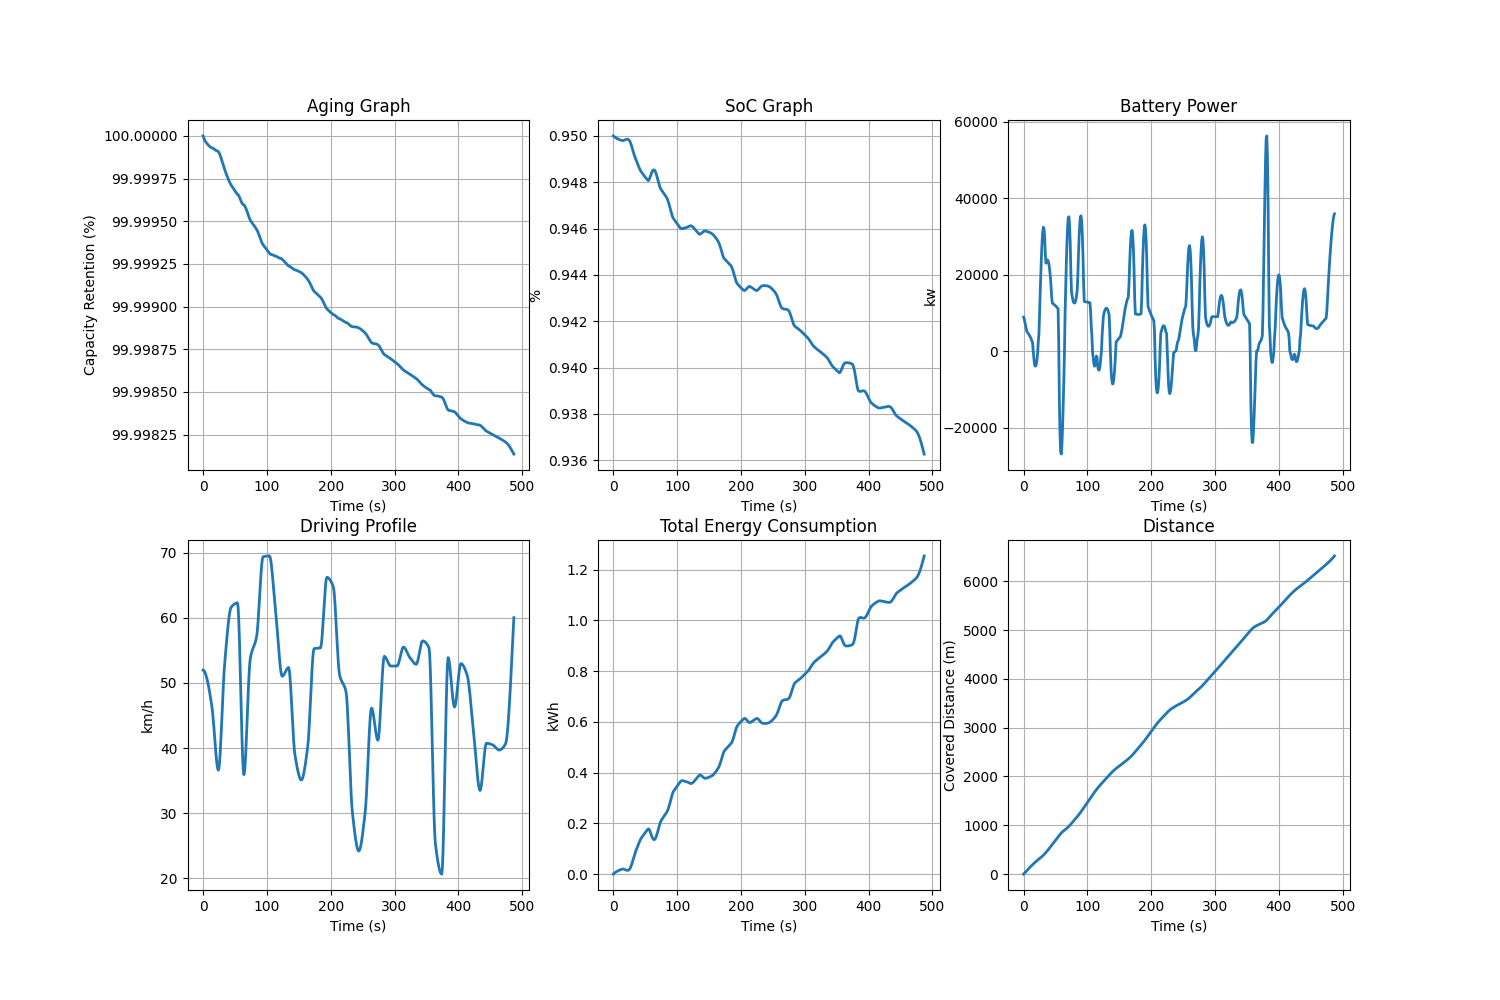 Aging Graph
100.00000
99.99975
99.99950
99.99925
99.99900
99.99875
99.99850
99.99825
Capacity Retention (%)
0 100 200 300 400 500
Time (s)
SoC Graph
0.950
0.948
0.946
0.944
0.942
0.940
0.938
0.936
%
0 100 200 300 400 500
Time (s)
Battery Power
60000
40000
20000
0
−20000
kw
0 100 200 300 400 500
Time (s)
Driving Profile
70
60
50
40
30
20
km/h
0 100 200 300 400 500
Time (s)
Total Energy Consumption
1.2
1.0
0.8
0.6
0.4
0.2
0.0
kWh
0 100 200 300 400 500
Time (s)
Distance
6000
5000
4000
3000
2000
1000
0
Covered Distance (m)
0 100 200 300 400 500
Time (s)